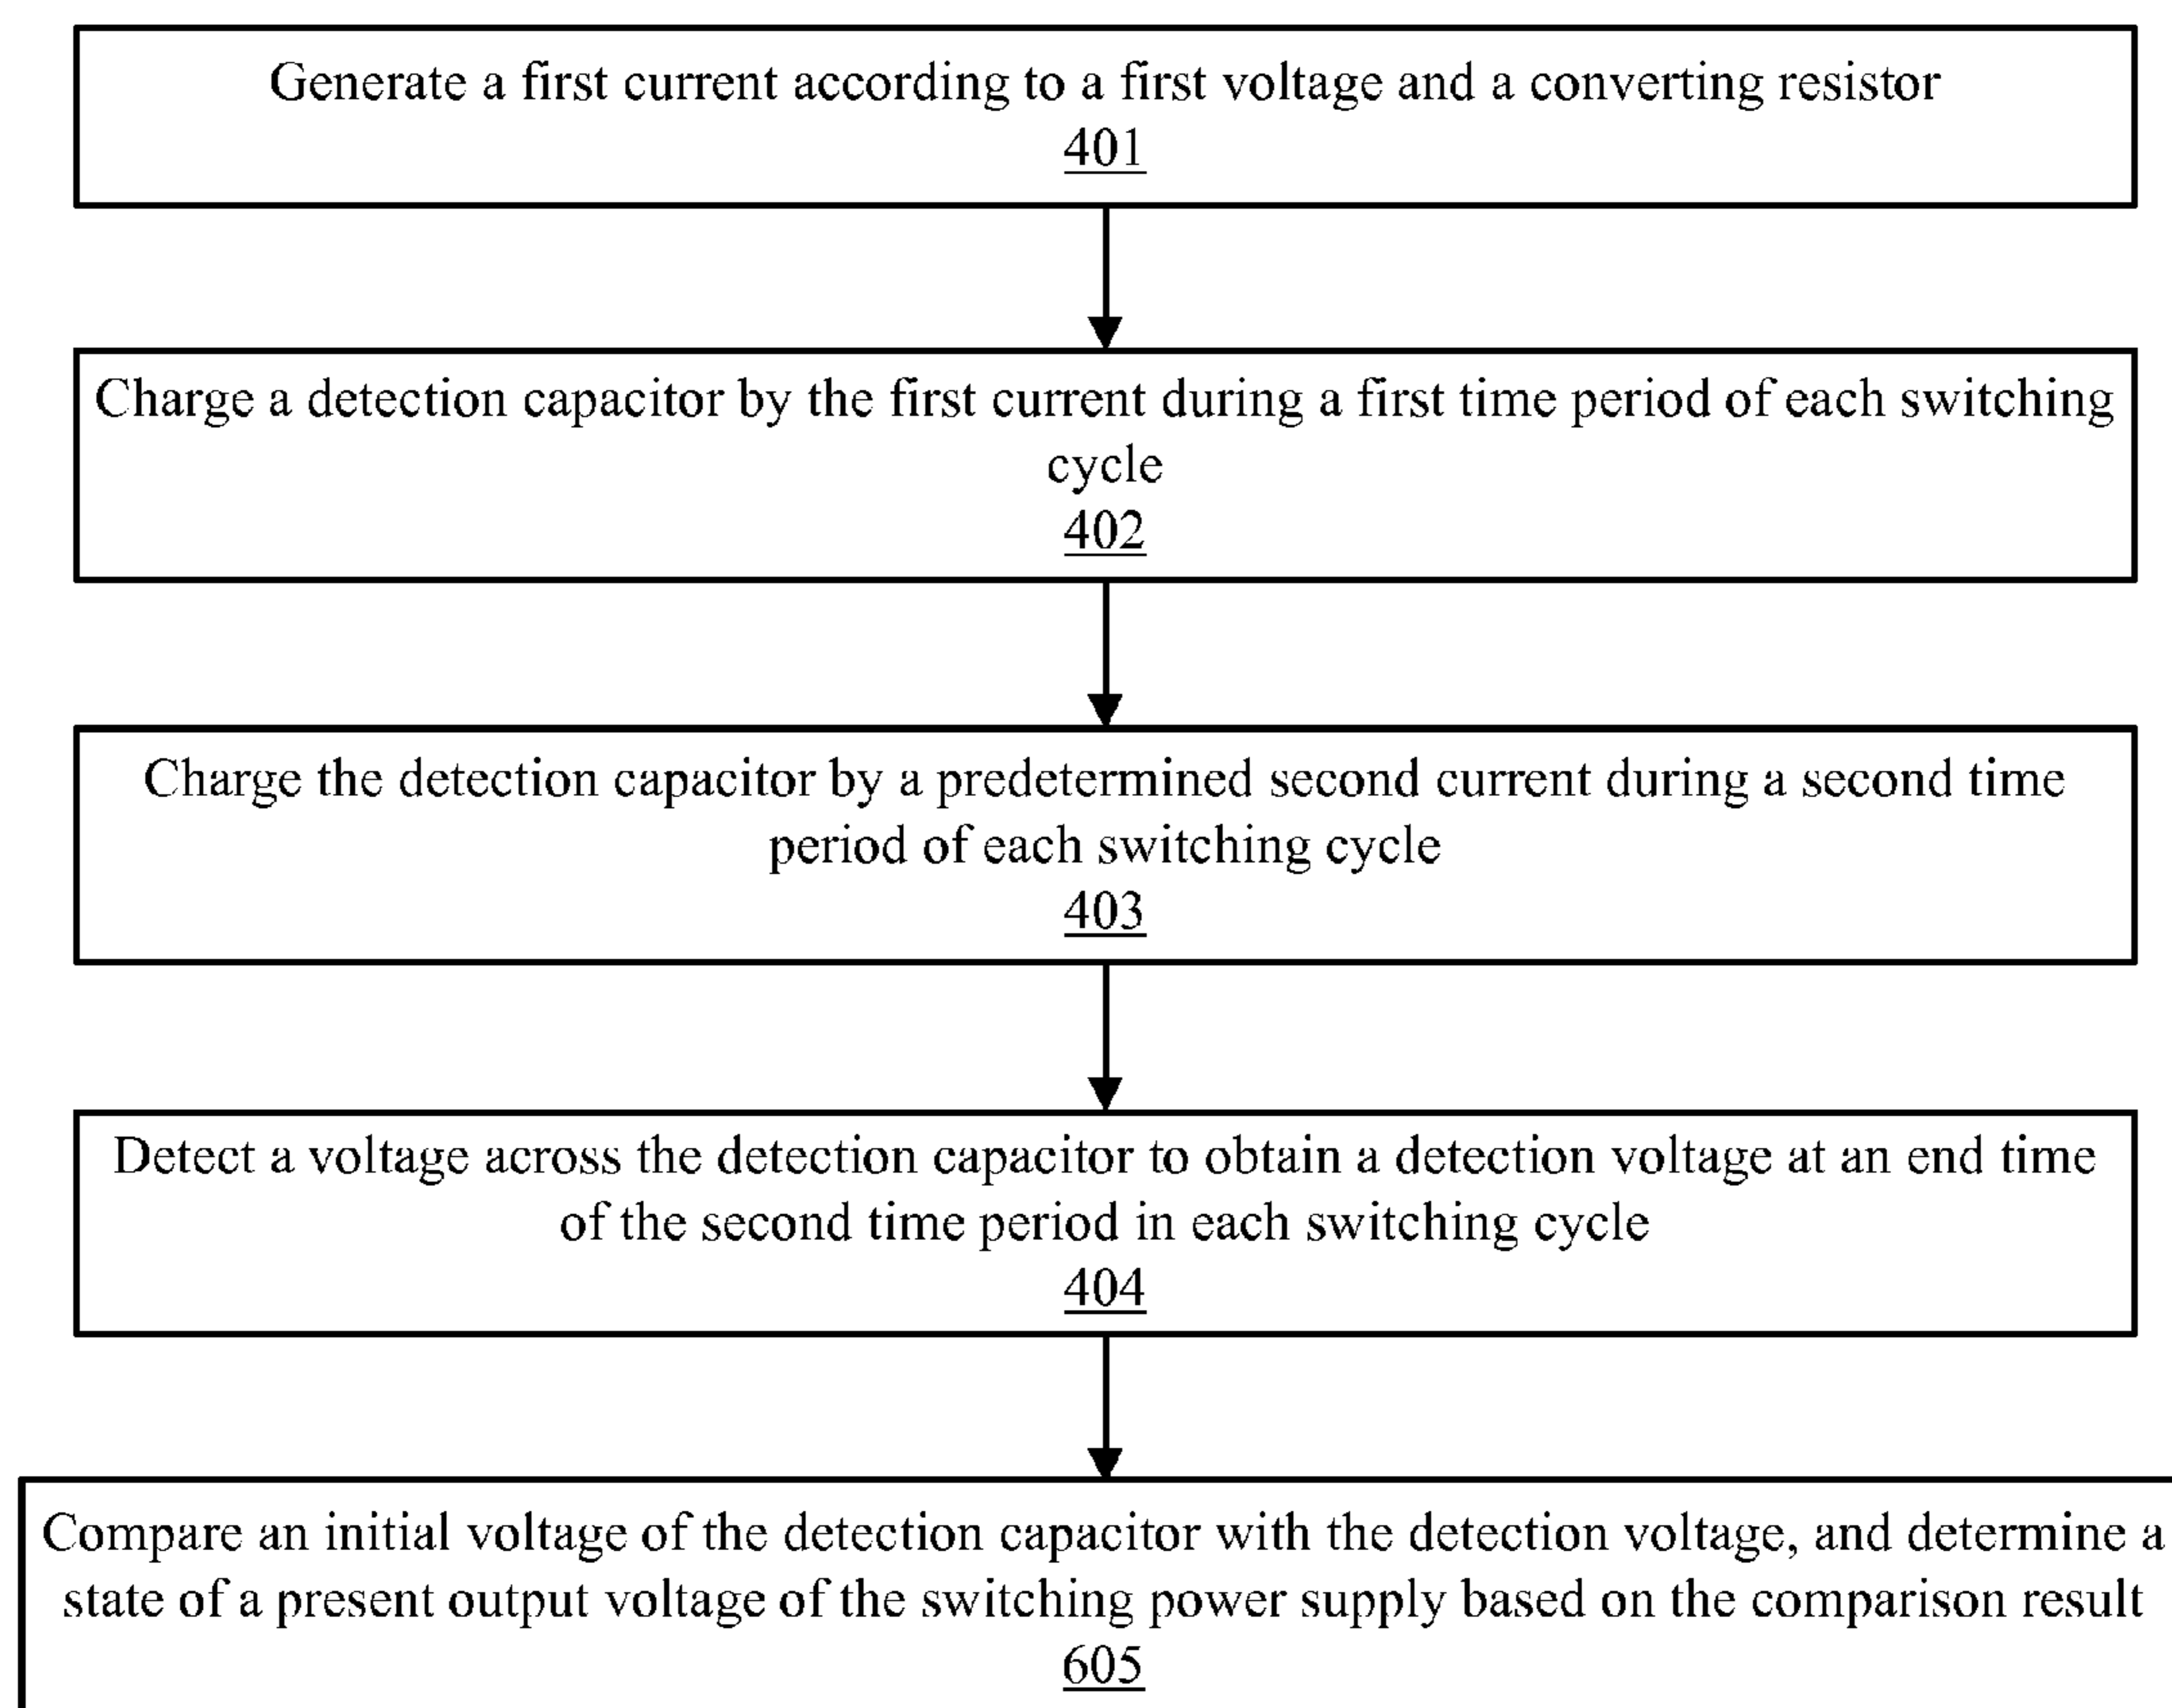 Generate a first current according to a first voltage and a converting resistor
401
Charge a detection capacitor by the first current during a first time period of each switching
cycle
402
Charge the detection capacitor by a predetermined second current during a second time
period of each switching cycle
403
Detect a voltage across the detection capacitor to obtain a detection voltage at an end time
of the second time period in each switching cycle
404
Compare an initial voltage of the detection capacitor with the detection voltage, and determine a
state of a present output voltage of the switching power supply based on the comparison result
605